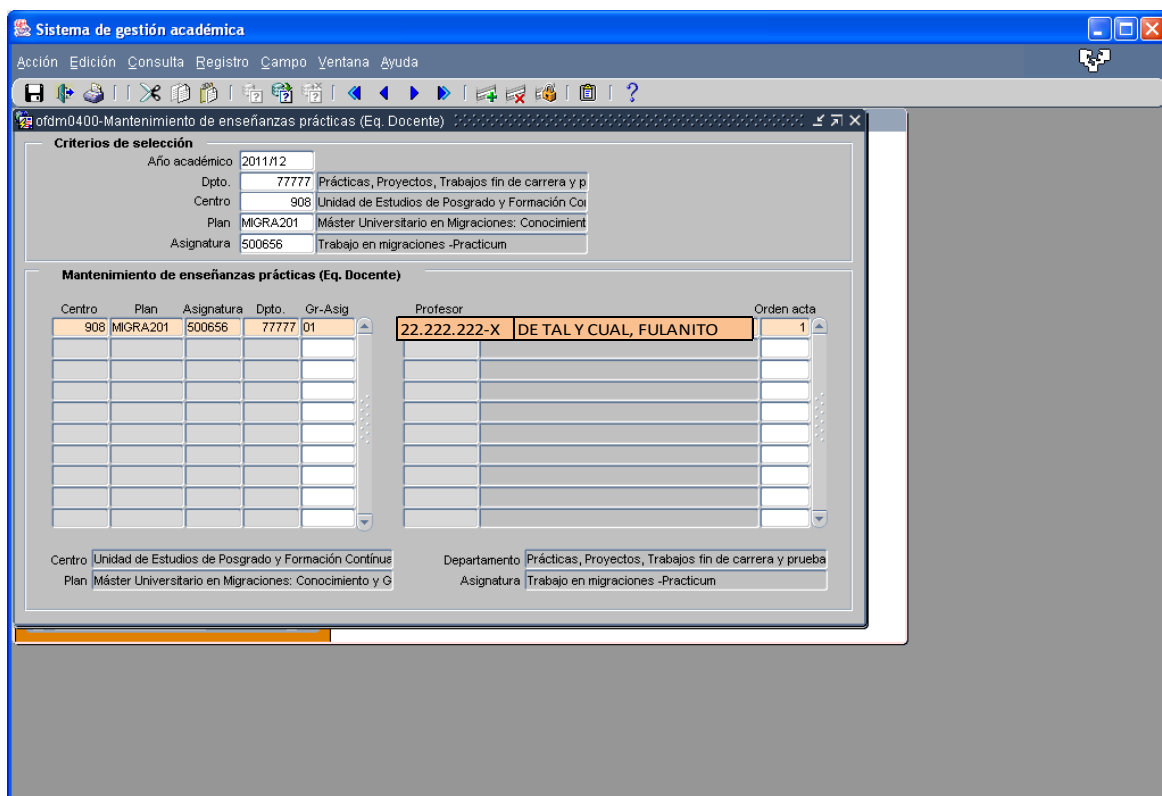 Sistema de gestión académica
Acción Edición Consulta Registro Campo Ventana Ayuda
ofdm0400-Mantenimiento de enseñanzas prácticas (Eq. Docente)
Criterios de selección
Año académico 2011/12
Dpto. 77777 Prácticas, Proyectos, Trabajos fin de carrera y p
Centro 908 Unidad de Estudios de Posgrado y Formación Co
Plan MIGRA201 Máster Universitario en Migraciones: Conocimient
Asignatura 500656 Trabajo en migraciones -Practicum
Mantenimiento de enseñanzas prácticas (Eq. Docente)
Centro Plan Asignatura Dpto. Gr-Asig Profesor Orden acta
908 MIGRA201 500656 77777 01 22.222.222-X DE TAL Y CUAL, FULANITO 1
Centro Unidad de Estudios de Posgrado y Formación Contínua Departamento Prácticas, Proyectos, Trabajos fin de carrera y prueba
Plan Máster Universitario en Migraciones: Conocimiento y G Asignatura Trabajo en migraciones -Practicum